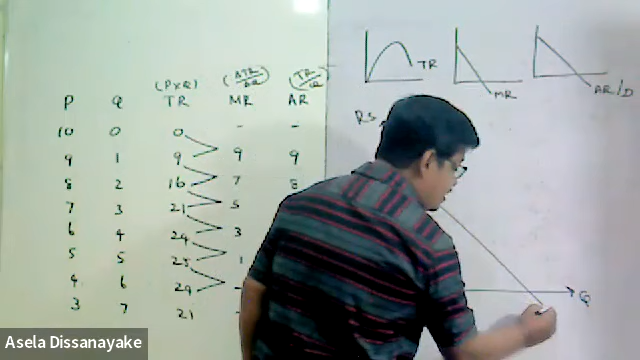 (P×Q) (ΔTR/ΔQ) (TR/Q)
P Q TR MR AR
10 0 0 - -
9 1 9 9 9
8 2 16 7 8
7 3 21 5
6 4 24 3
5 5 25 1
4 6 24 -
3 7 21 -
TR
MR
AR/D
Rs
Q
Asela Dissanayake